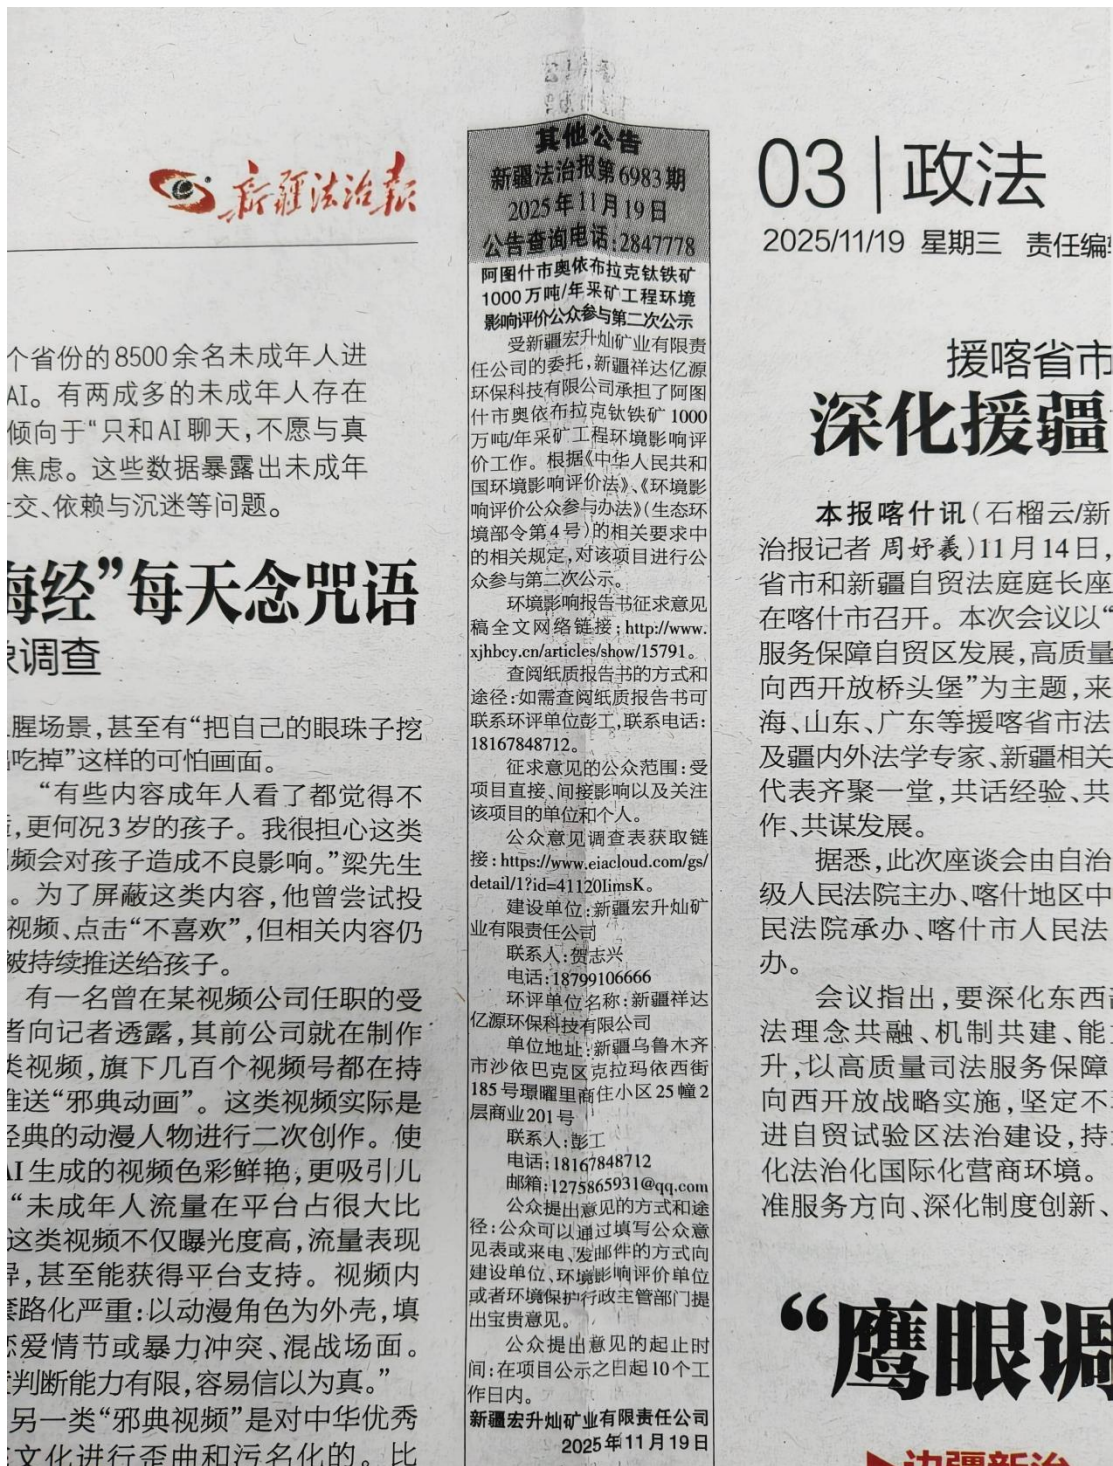 新疆法治报
个省份的8500余名未成年人进
AI。有两成多的未成年人存在
倾向于“只和AI聊天,不愿与真
焦虑。这些数据暴露出未成年
交、依赖与沉迷等问题。
海经”每天念咒语
象调查
腥场景,甚至有“把自己的眼珠子挖
吃掉”这样的可怕画面。
“有些内容成年人看了都觉得不
,更何况3岁的孩子。我很担心这类
视频会对孩子造成不良影响。”梁先生
。为了屏蔽这类内容,他曾尝试投
视频、点击“不喜欢”,但相关内容仍
被持续推送给孩子。
有一名曾在某视频公司任职的受
者向记者透露,其前公司就在制作
类视频,旗下几百个视频号都在持
推送“邪典动画”。这类视频实际是
经典的动漫人物进行二次创作。使
AI生成的视频色彩鲜艳,更吸引儿
“未成年人流量在平台占很大比
这类视频不仅曝光度高,流量表现
异,甚至能获得平台支持。视频内
套路化严重:以动漫角色为外壳,填
恋爱情节或暴力冲突、混战场面。
判断能力有限,容易信以为真。”
另一类“邪典视频”是对中华优秀
文化进行歪曲和污名化的。比
其他公告
新疆法治报第6983期
2025年11月19日
公告查询电话:2847778
阿图什市奥依布拉克钛铁矿
1000万吨/年采矿工程环境
影响评价公众参与第二次公示
受新疆宏升灿矿业有限责
任公司的委托,新疆祥达亿源
环保科技有限公司承担了阿图
什市奥依布拉克钛铁矿1000
万吨/年采矿工程环境影响评
价工作。根据《中华人民共和
国环境影响评价法》、《环境影
响评价公众参与办法》(生态环
境部令第4号)的相关要求中
的相关规定,对该项目进行公
众参与第二次公示。
环境影响报告书征求意见
稿全文网络链接;http://www.
xjhbcy.cn/articles/show/15791。
查阅纸质报告书的方式和
途径:如需查阅纸质报告书可
联系环评单位彭工,联系电话:
18167848712。
征求意见的公众范围:受
项目直接、间接影响以及关注
该项目的单位和个人。
公众意见调查表获取链
接:https://www.eiacloud.com/gs/
detail/1?id=41120IimsK。
建设单位:新疆宏升灿矿
业有限责任公司
联系人:贺志兴
电话:18799106666
环评单位名称:新疆祥达
亿源环保科技有限公司
单位地址:新疆乌鲁木齐
市沙依巴克区克拉玛依西街
185号璟曜里商住小区25幢2
层商业201号
联系人:彭工
电话:18167848712
邮箱:1275865931@qq.com
公众提出意见的方式和途
径:公众可以通过填写公众意
见表或来电、发邮件的方式向
建设单位、环境影响评价单位
或者环境保护行政主管部门提
出宝贵意见。
公众提出意见的起止时
间:在项目公示之日起10个工
作日内。
新疆宏升灿矿业有限责任公司
2025年11月19日
03 | 政法
2025/11/19 星期三 责任编辑
援喀省市
深化援疆
本报喀什讯(石榴云/新
治报记者 周妤羲)11月14日,
省市和新疆自贸法庭庭长座
在喀什市召开。本次会议以“
服务保障自贸区发展,高质量
向西开放桥头堡”为主题,来
海、山东、广东等援喀省市法
及疆内外法学专家、新疆相关
代表齐聚一堂,共话经验、共
作、共谋发展。
据悉,此次座谈会由自治
级人民法院主办、喀什地区中
民法院承办、喀什市人民法
办。
会议指出,要深化东西
法理念共融、机制共建、能
升,以高质量司法服务保障
向西开放战略实施,坚定不
进自贸试验区法治建设,持
化法治化国际化营商环境。
准服务方向、深化制度创新、
“鹰眼调
边疆新治